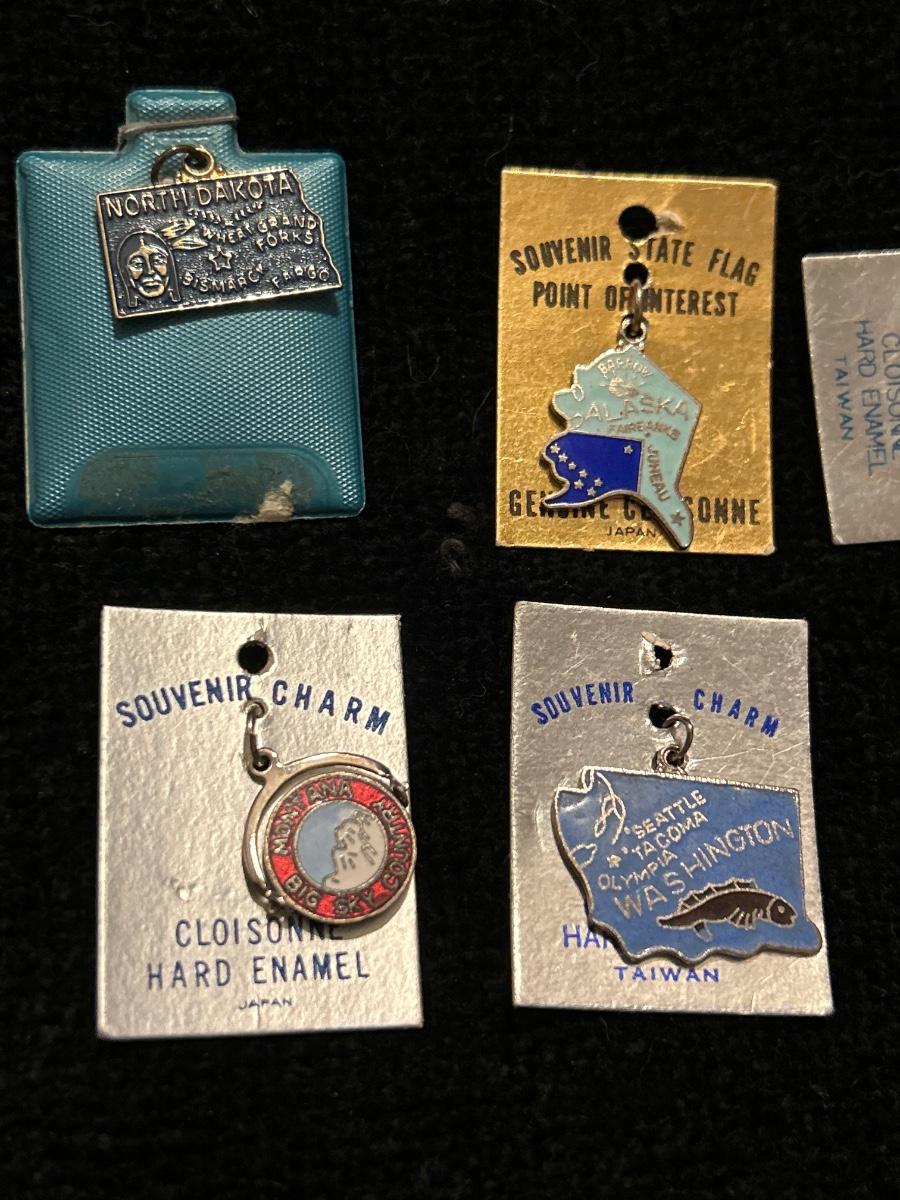 NORTH DAKOTA
WHEAT GRAND
FORKS
BISMARCK FARGO
SOUVENIR STATE FLAG
POINT OF INTEREST
BARROW
ALASKA
FAIRBANKS
JUNEAU
GENUINE CLOISONNE
JAPAN
CLOISONNE
HARD ENAMEL
TAIWAN
SOUVENIR CHARM
MONTANA
BIG SKY COUNTRY
CLOISONNE
HARD ENAMEL
JAPAN
SOUVENIR CHARM
SEATTLE
TACOMA
OLYMPIA
WASHINGTON
HAR
TAIWAN